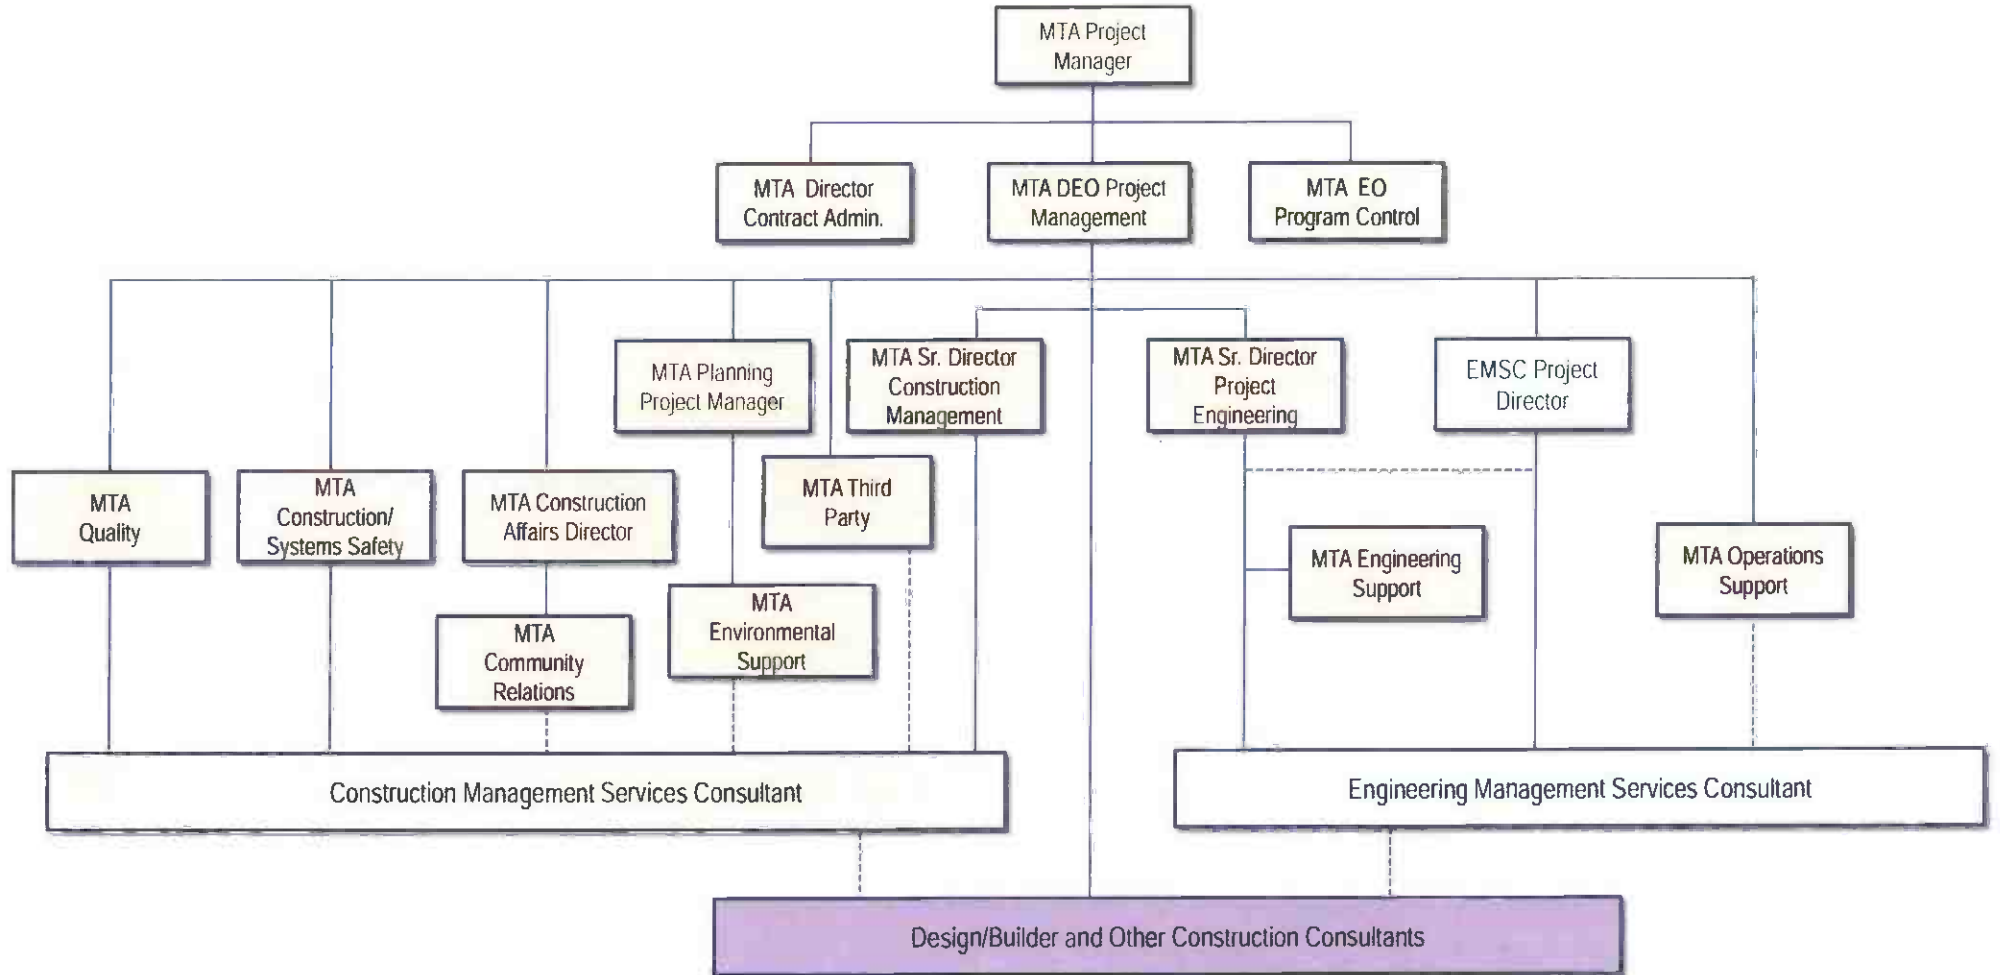 MTA Project
Manager
MTA Director
Contract Admin.
MTA DEO Project
Management
MTA EO
Program Control
MTA Planning
Project Manager
MTA Sr. Director
Construction
Management
MTA Sr. Director
Project
Engineering
EMSC Project
Director
MTA
Quality
MTA
Construction/
Systems Safety
MTA Construction
Affairs Director
MTA Third
Party
MTA Engineering
Support
MTA Operations
Support
MTA
Community
Relations
MTA
Environmental
Support
Construction Management Services Consultant
Engineering Management Services Consultant
Design/Builder and Other Construction Consultants